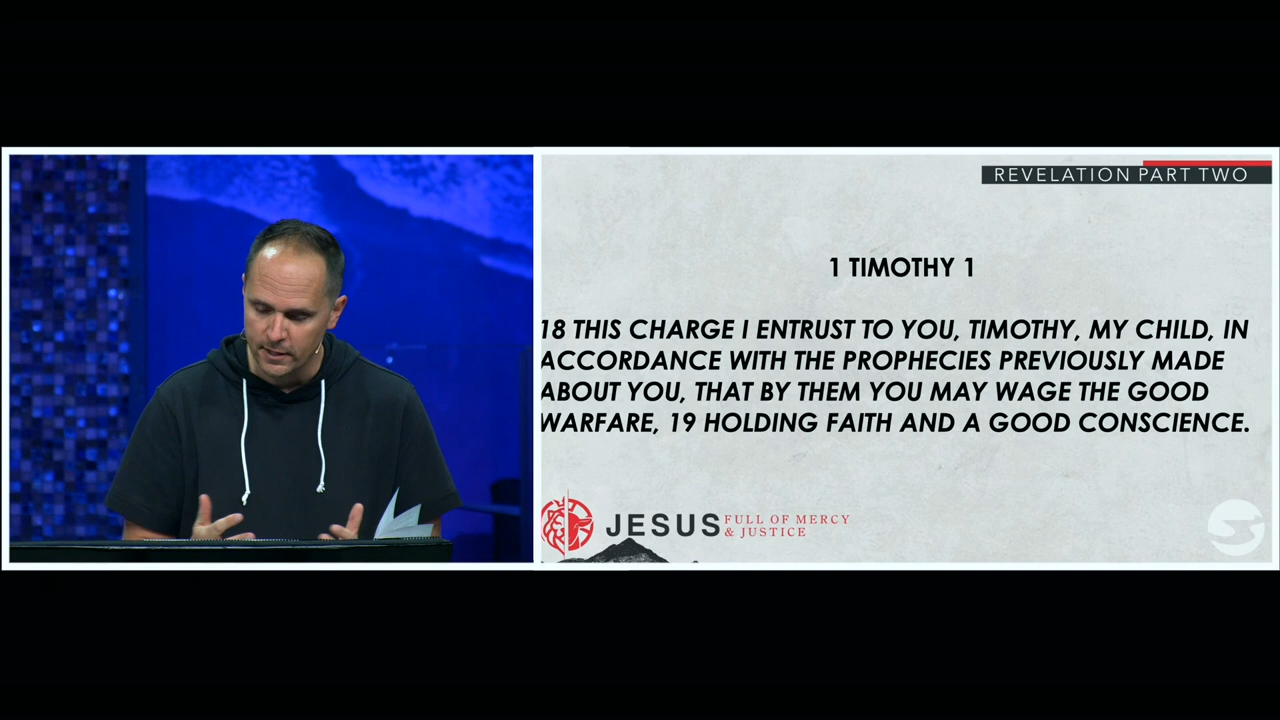 REVELATION PART TWO
1 TIMOTHY 1
18 THIS CHARGE I ENTRUST TO YOU, TIMOTHY, MY CHILD, IN
ACCORDANCE WITH THE PROPHECIES PREVIOUSLY MADE
ABOUT YOU, THAT BY THEM YOU MAY WAGE THE GOOD
WARFARE, 19 HOLDING FAITH AND A GOOD CONSCIENCE.
JESUS FULL OF MERCY
& JUSTICE